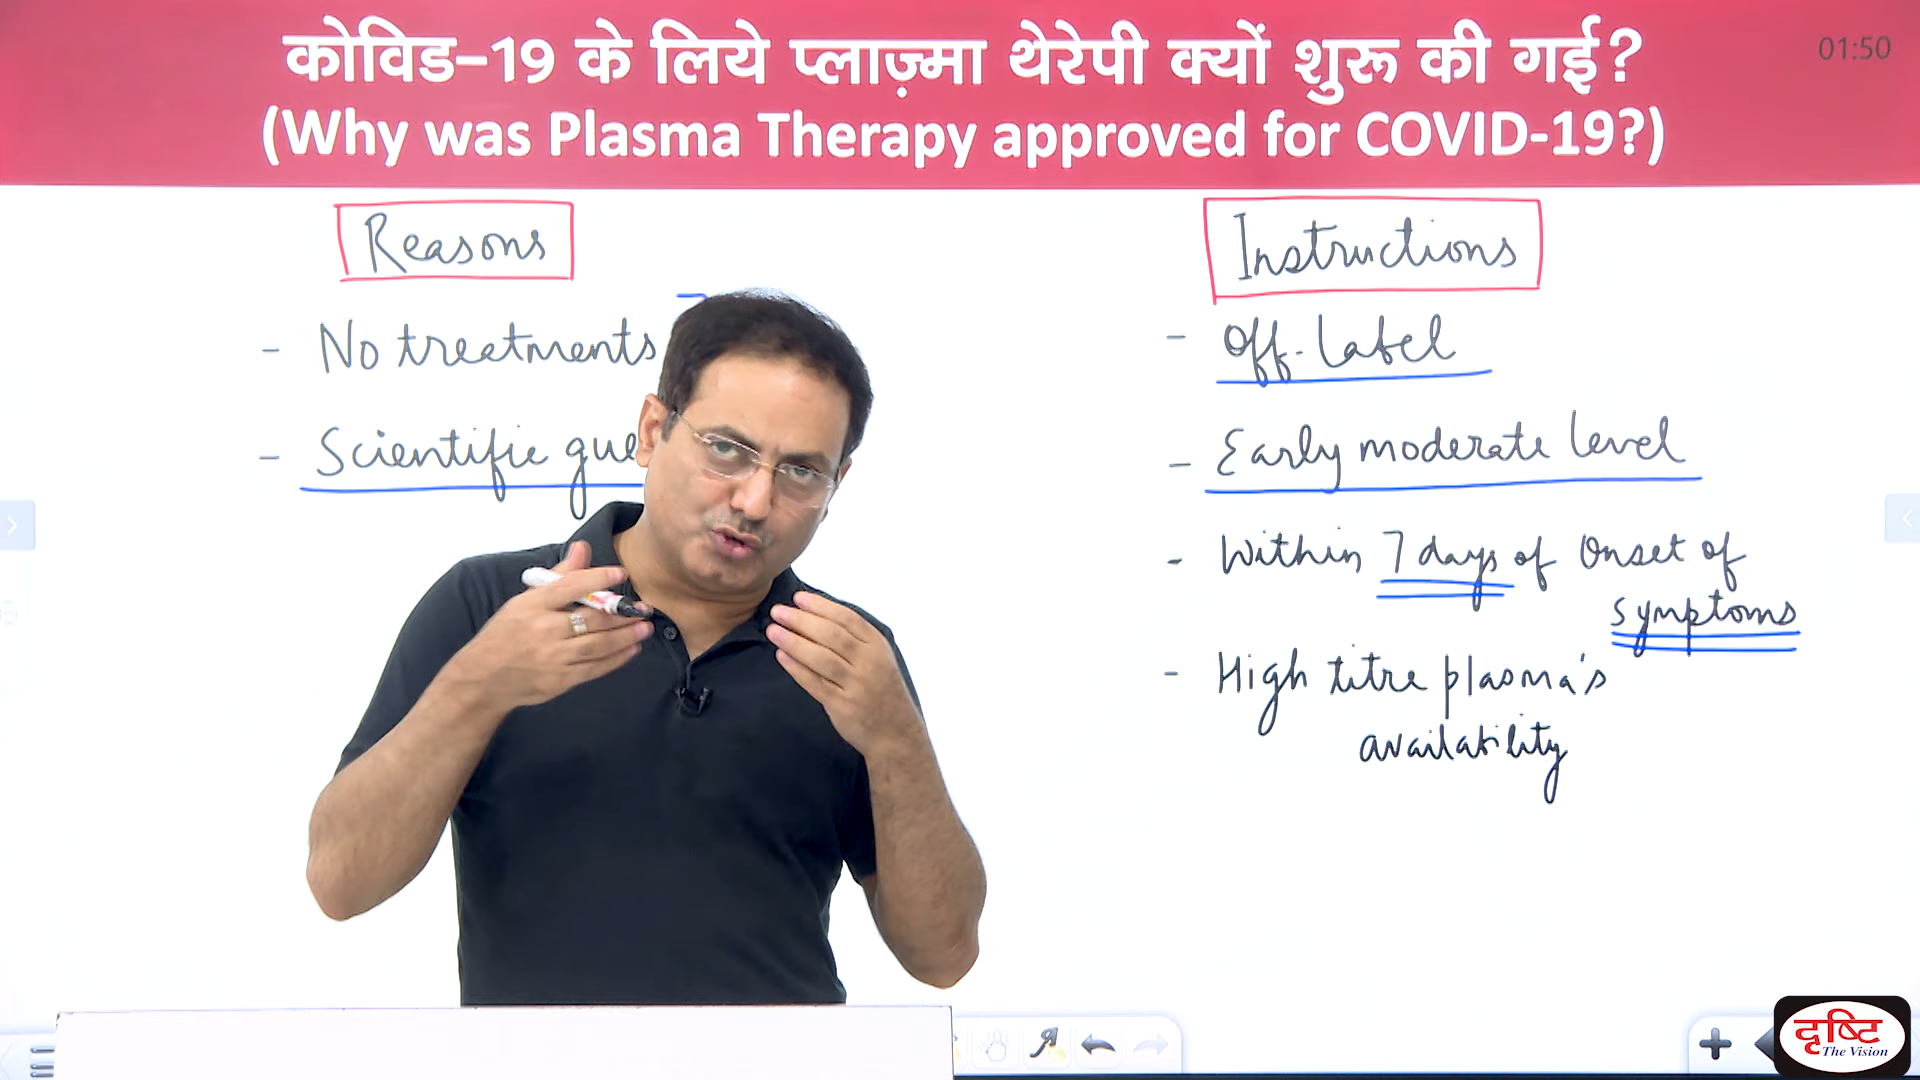 कोविड–19 के लिये प्लाज़्मा थेरेपी क्यों शुरू की गई?
(Why was Plasma Therapy approved for COVID-19?)
01:50
Reasons
- No treatments
- Scientific
Instructions
- Off-label
- Early moderate level
- Within 7 days of Onset of
symptoms
- High titre plasma's
availability
दृष्टि
The Vision